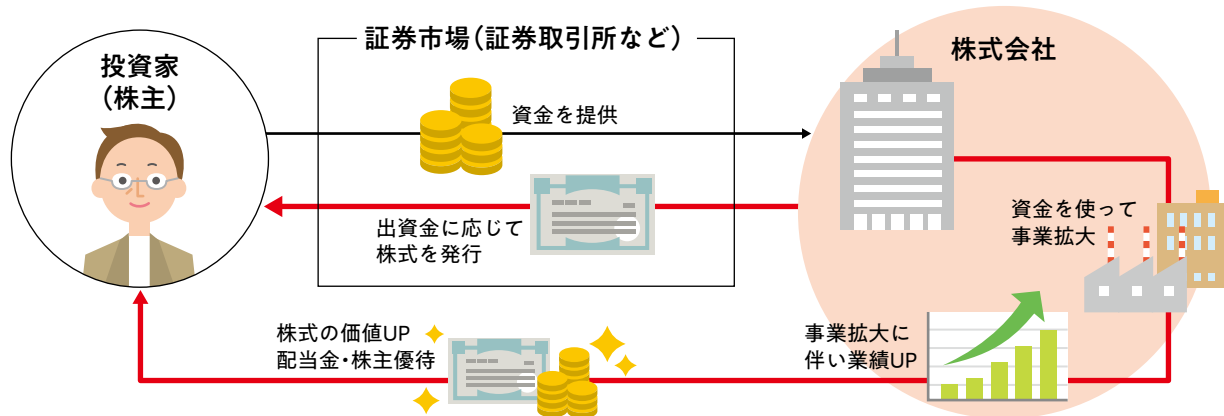 投資家
（株主）
証券市場（証券取引所など）
資金を提供
出資金に応じて
株式を発行
株式会社
資金を使って
事業拡大
事業拡大に
伴い業績UP
株式の価値UP
配当金・株主優待